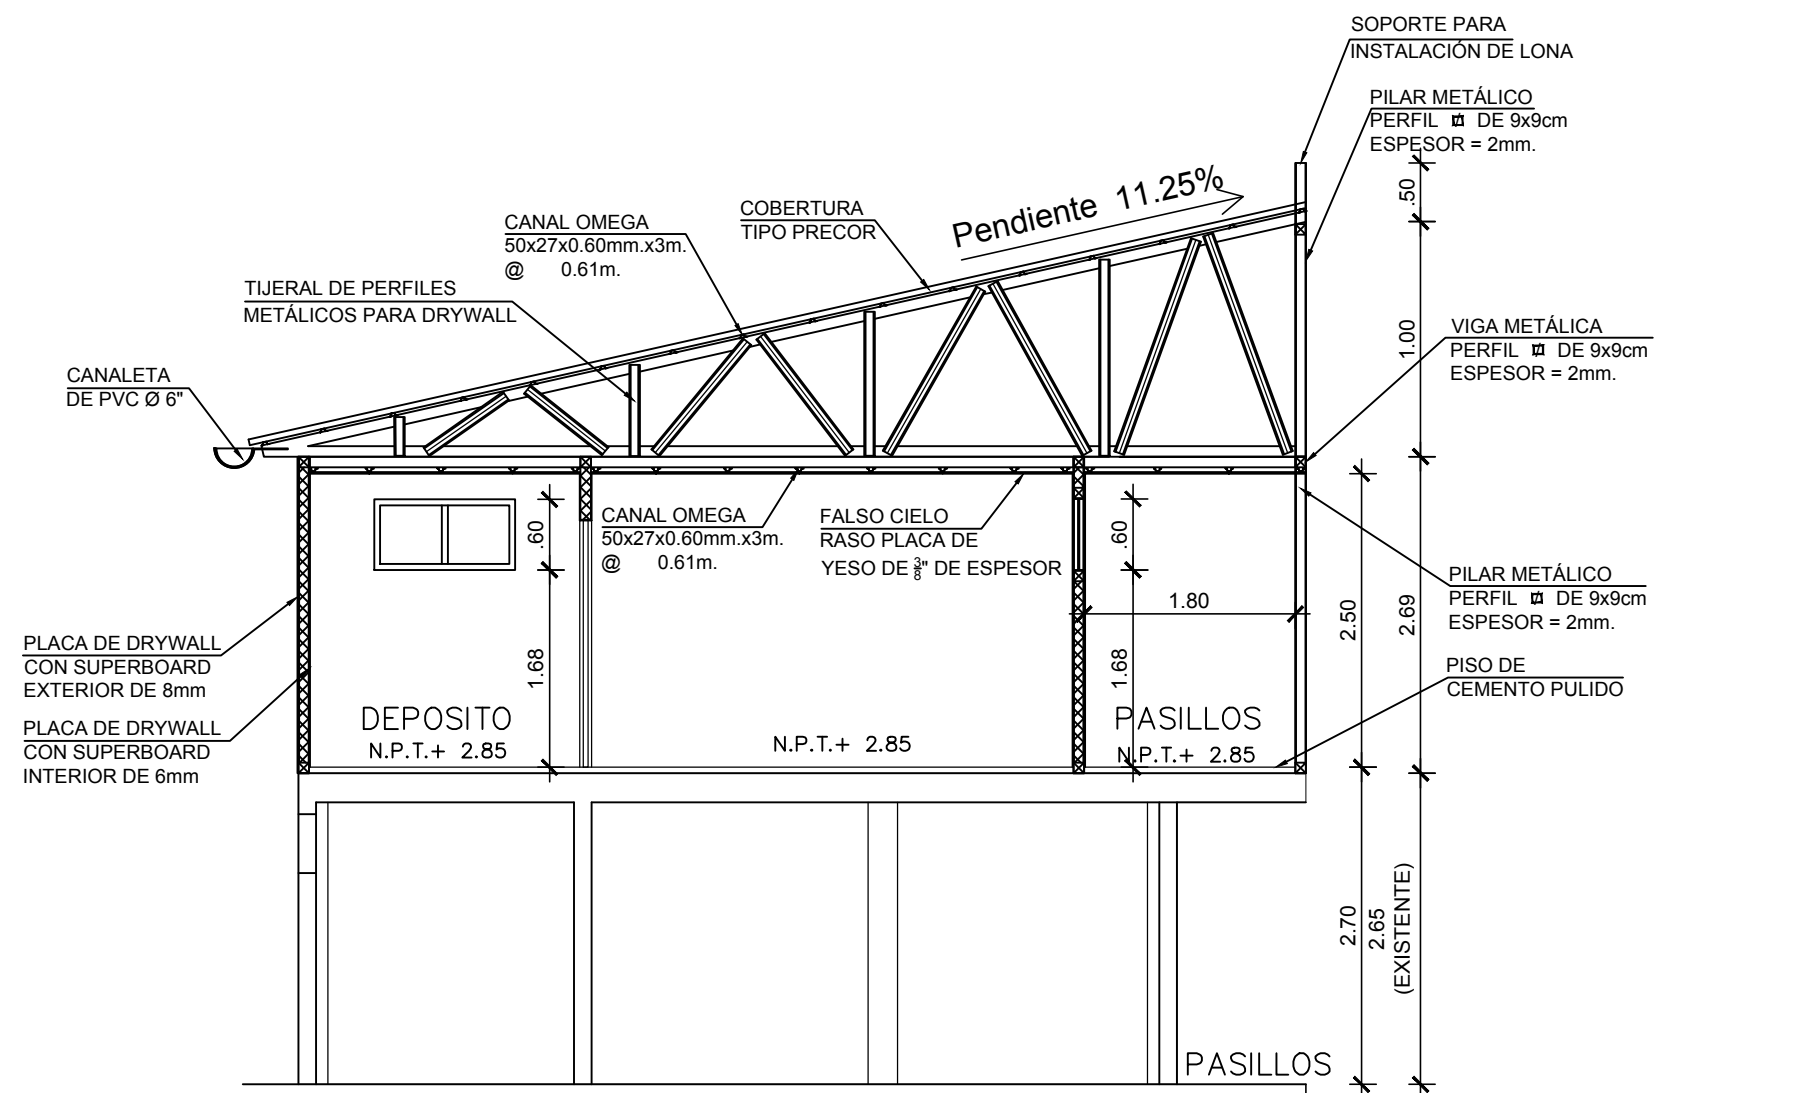 SOPORTE PARA
INSTALACIÓN DE LONA
PILAR METÁLICO
PERFIL DE 9x9cm
ESPESOR = 2mm.
Pendiente 11.25%
.50
COBERTURA
TIPO PRECOR
CANAL OMEGA
50x27x0.60mm.x3m.
@ 0.61m.
TIJERAL DE PERFILES
METÁLICOS PARA DRYWALL
1.00
VIGA METÁLICA
PERFIL DE 9x9cm
ESPESOR = 2mm.
CANALETA
DE PVC Ø 6"
CANAL OMEGA
50x27x0.60mm.x3m.
@ 0.61m.
FALSO CIELO
RASO PLACA DE
YESO DE 3/8" DE ESPESOR
.60
.60
PILAR METÁLICO
PERFIL DE 9x9cm
ESPESOR = 2mm.
1.80
2.50
2.69
PLACA DE DRYWALL
CON SUPERBOARD
EXTERIOR DE 8mm
1.68
1.68
PISO DE
CEMENTO PULIDO
PLACA DE DRYWALL
CON SUPERBOARD
INTERIOR DE 6mm
DEPOSITO
N.P.T.+ 2.85
N.P.T.+ 2.85
PASILLOS
N.P.T.+ 2.85
2.70
2.65
(EXISTENTE)
PASILLOS